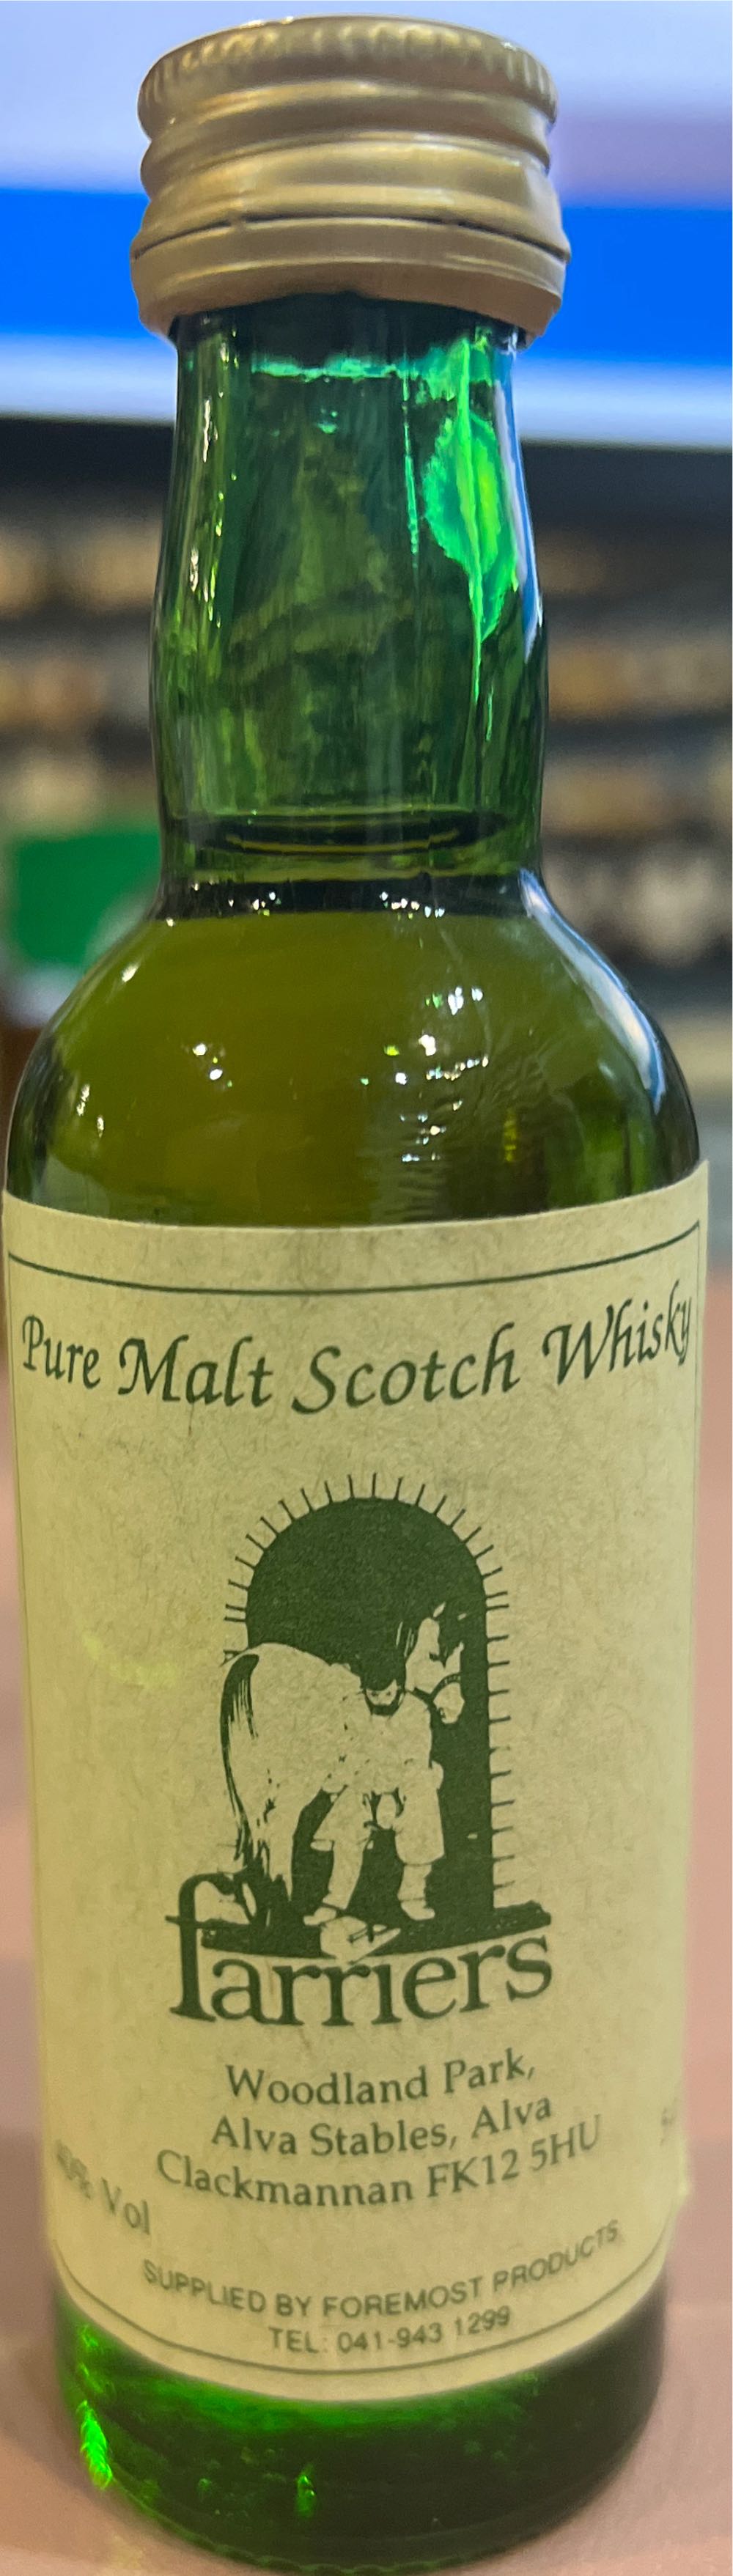 Pure Malt Scotch Whisky
farriers
Woodland Park,
Alva Stables, Alva
Clackmannan FK12 5HU
Vol
SUPPLIED BY FOREMOST PRODUCTS
TEL: 041-943 1299